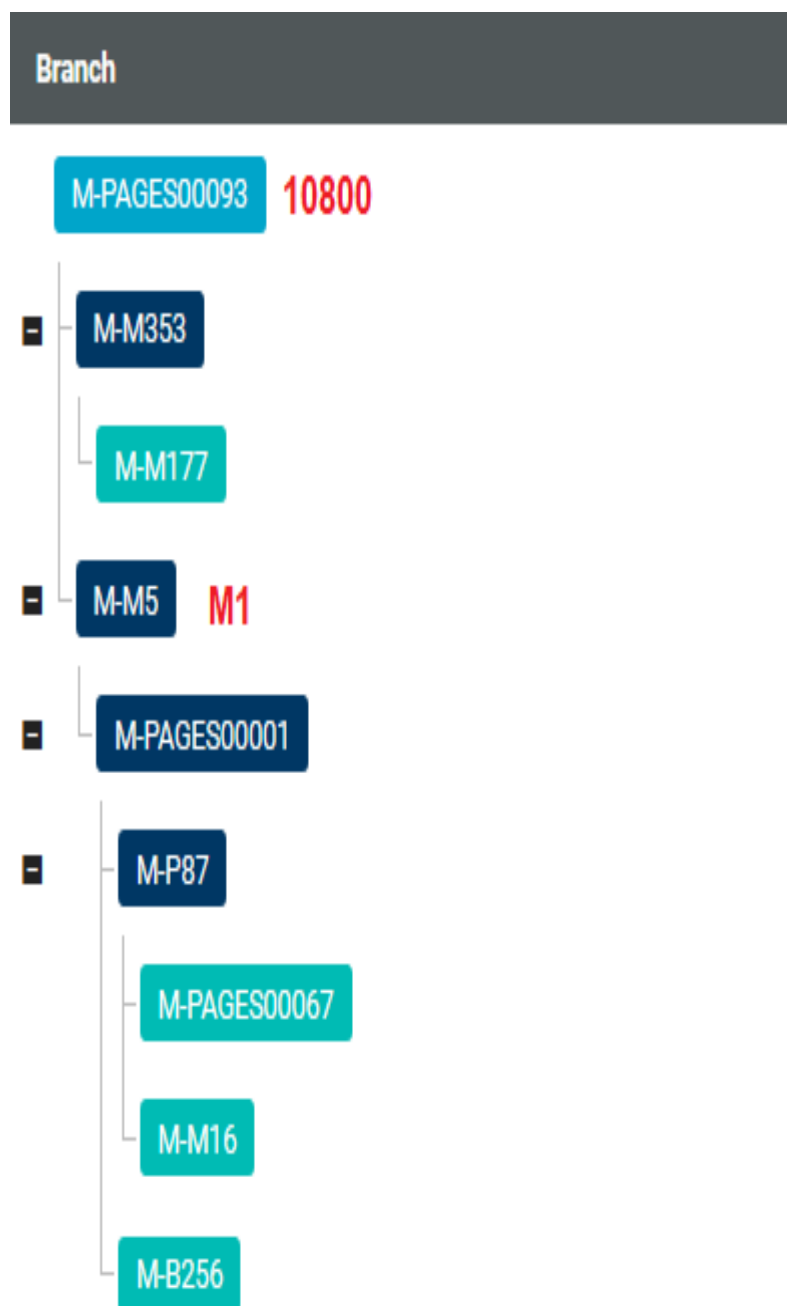 Branch
M-PAGES00093 10800
M-M353
M-M177
M-M5 M1
M-PAGES00001
M-P87
M-PAGES00067
M-M16
M-B256